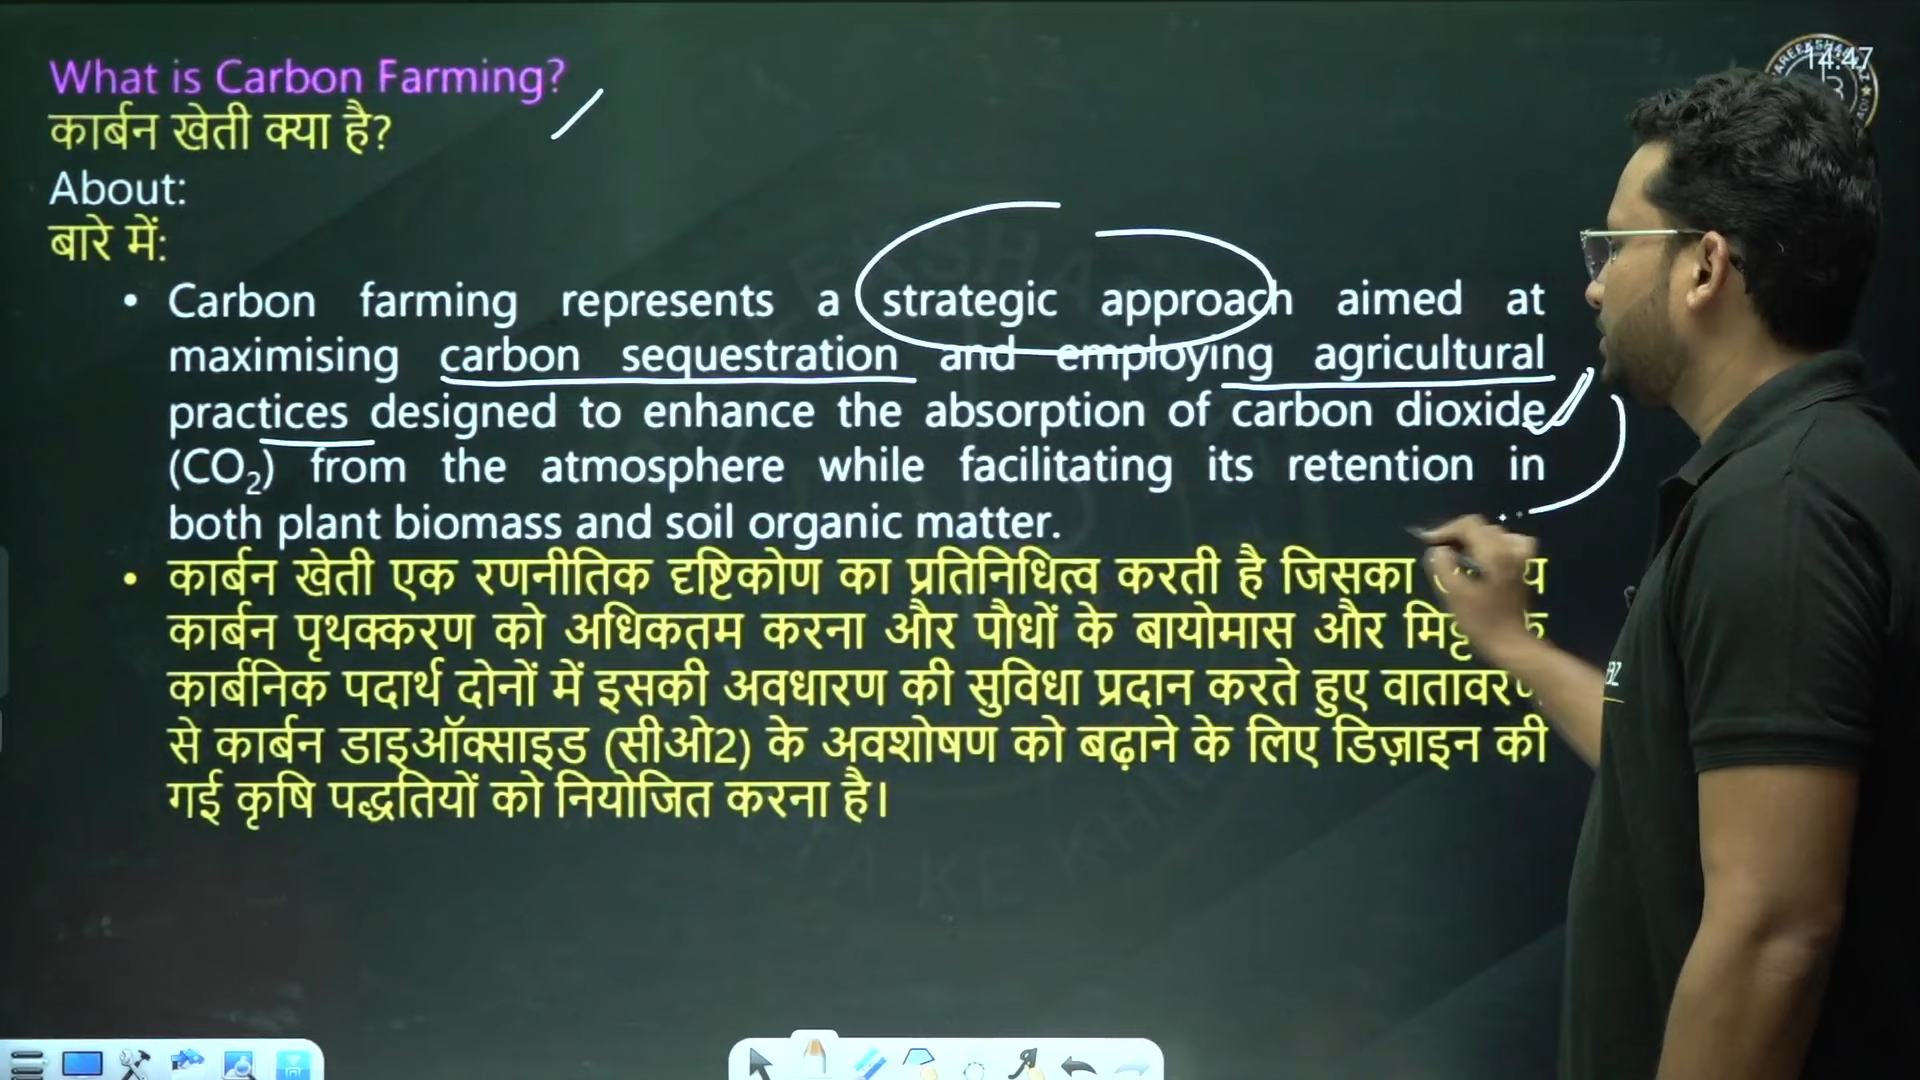 What is Carbon Farming?
कार्बन खेती क्या है?
About:
बारे में:
• Carbon farming represents a strategic approach aimed at
maximising carbon sequestration and employing agricultural
practices designed to enhance the absorption of carbon dioxide
(CO₂) from the atmosphere while facilitating its retention in
both plant biomass and soil organic matter.
• कार्बन खेती एक रणनीतिक दृष्टिकोण का प्रतिनिधित्व करती है जिसका
कार्बन पृथक्करण को अधिकतम करना और पौधों के बायोमास और
कार्बनिक पदार्थ दोनों में इसकी अवधारण की सुविधा प्रदान करते हुए वातावरण
से कार्बन डाइऑक्साइड (सीओ2) के अवशोषण को बढ़ाने के लिए डिज़ाइन की
गई कृषि पद्धतियों को नियोजित करना है।
14:47